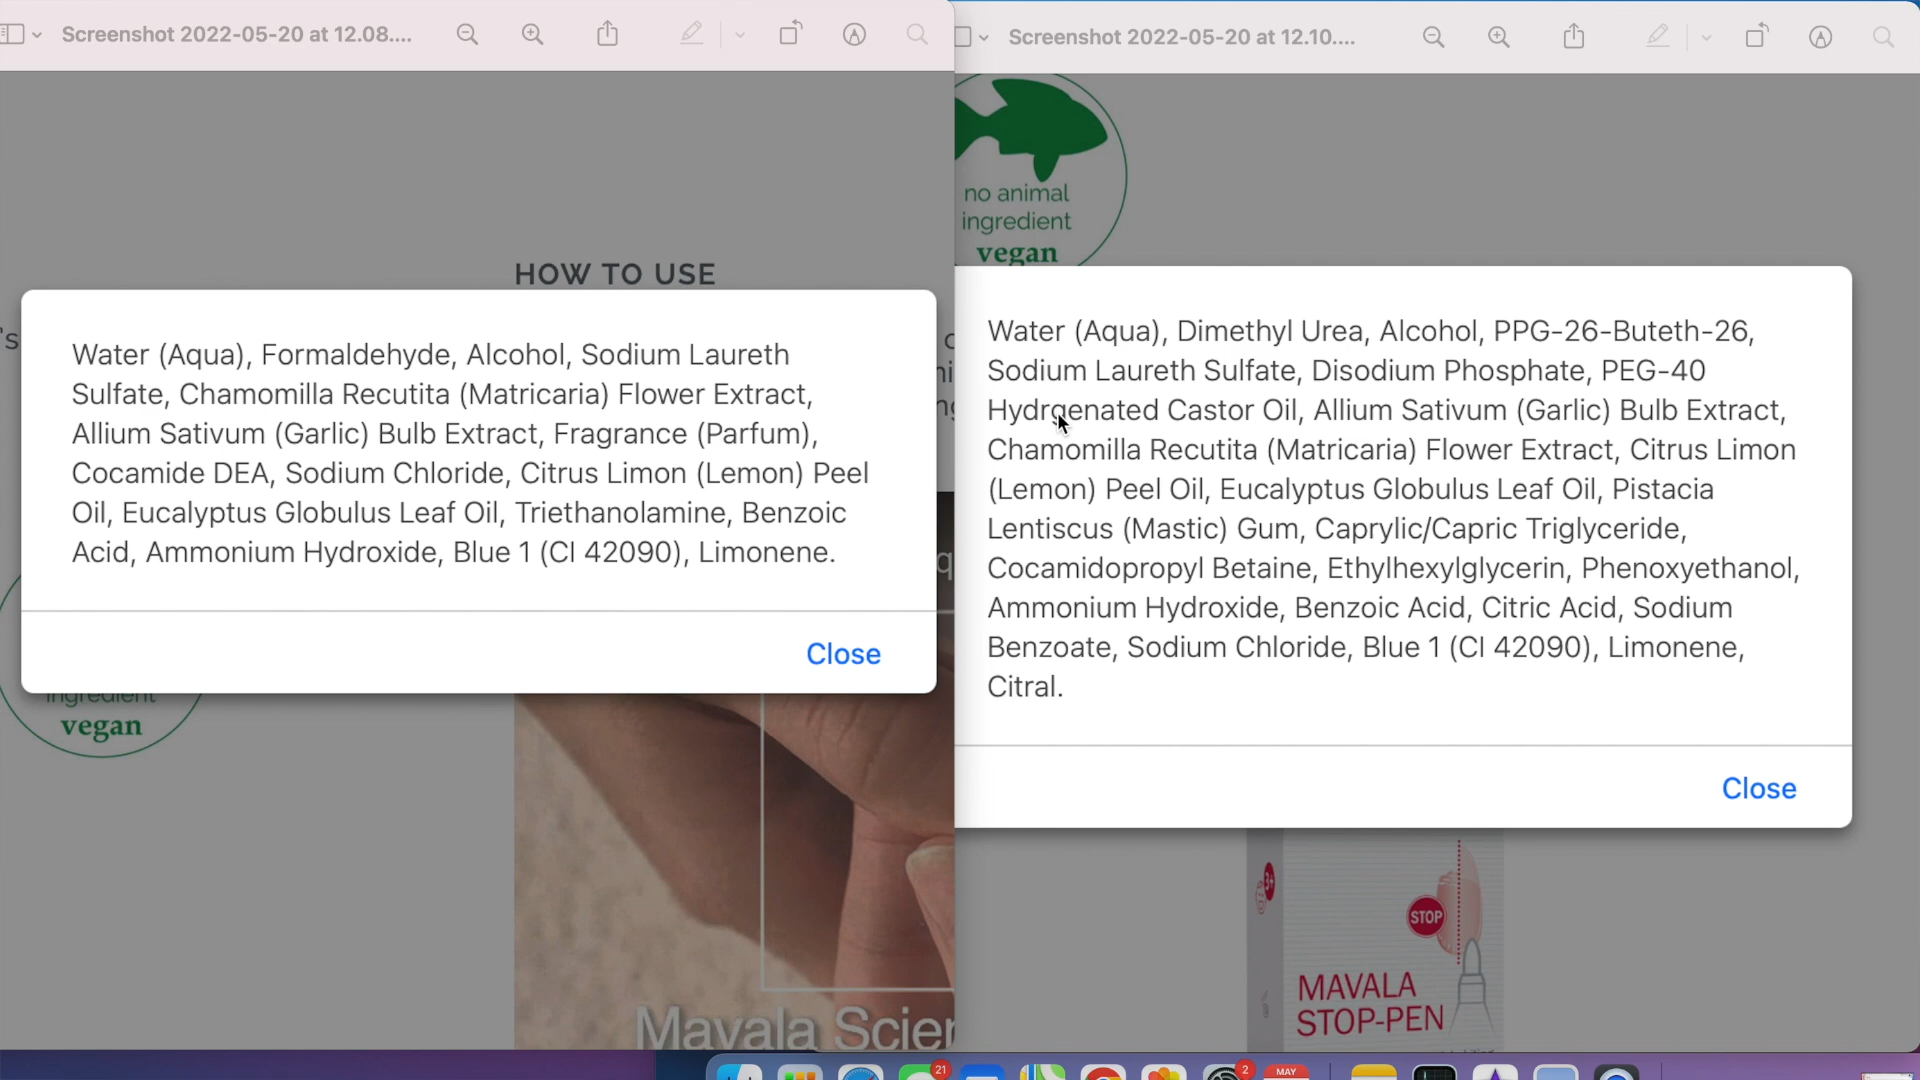 Screenshot 2022-05-20 at 12.08....
Screenshot 2022-05-20 at 12.10....
no animal
ingredient
vegan
HOW TO USE
's
Water (Aqua), Formaldehyde, Alcohol, Sodium Laureth
Sulfate, Chamomilla Recutita (Matricaria) Flower Extract,
Allium Sativum (Garlic) Bulb Extract, Fragrance (Parfum),
Cocamide DEA, Sodium Chloride, Citrus Limon (Lemon) Peel
Oil, Eucalyptus Globulus Leaf Oil, Triethanolamine, Benzoic
Acid, Ammonium Hydroxide, Blue 1 (CI 42090), Limonene.
Close
ingredient
vegan
Mavala Scien
Water (Aqua), Dimethyl Urea, Alcohol, PPG-26-Buteth-26,
Sodium Laureth Sulfate, Disodium Phosphate, PEG-40
Hydrgenated Castor Oil, Allium Sativum (Garlic) Bulb Extract,
Chamomilla Recutita (Matricaria) Flower Extract, Citrus Limon
(Lemon) Peel Oil, Eucalyptus Globulus Leaf Oil, Pistacia
Lentiscus (Mastic) Gum, Caprylic/Capric Triglyceride,
Cocamidopropyl Betaine, Ethylhexylglycerin, Phenoxyethanol,
Ammonium Hydroxide, Benzoic Acid, Citric Acid, Sodium
Benzoate, Sodium Chloride, Blue 1 (CI 42090), Limonene,
Citral.
Close
3+
STOP
MAVALA
STOP-PEN
21
2
MAY